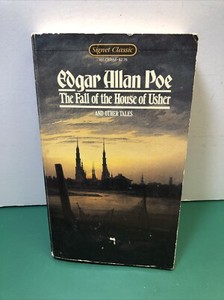 Signet Classic
Edgar Allan Poe
The Fall of the House of Usher
AND OTHER TALES